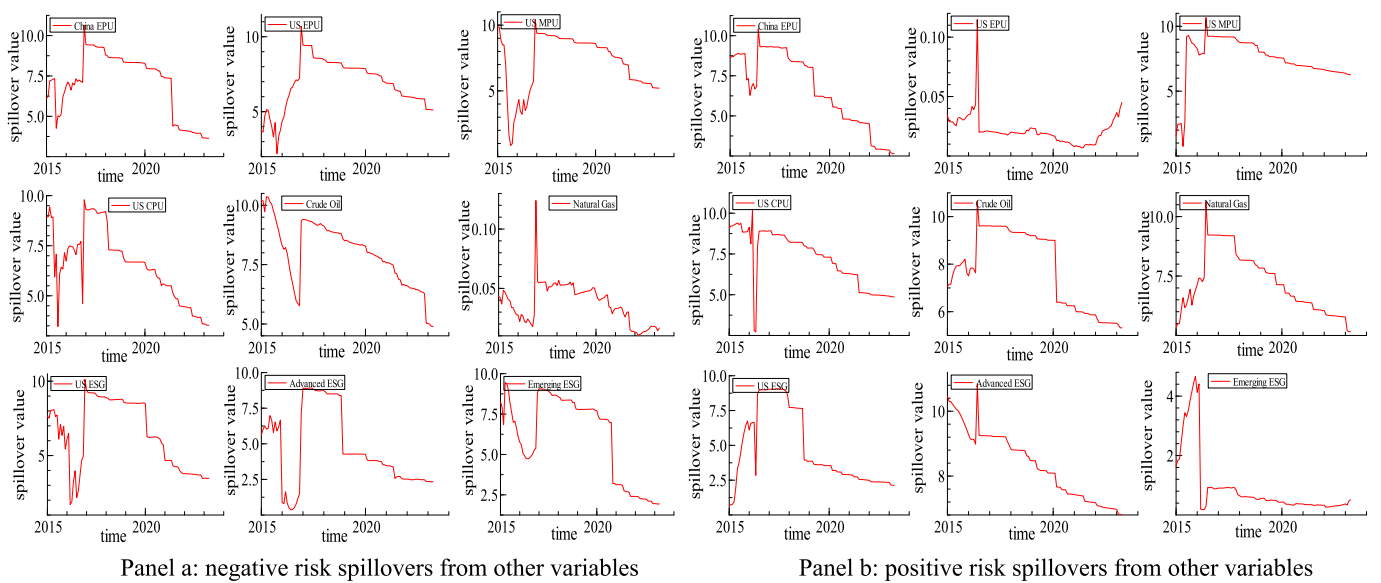 China EPU
10.0
7.5
5.0
spillover value
2015
2020
time
US EPU
10
5
spillover value
2015
2020
time
US MPU
10
5
spillover value
2015
2020
time
China EPU
10.0
7.5
5.0
spillover value
2015
2020
time
US EPU
0.10
0.05
spillover value
2015
2020
time
US MPU
10
5
spillover value
2015
2020
time
US CPU
10.0
7.5
5.0
spillover value
2015
2020
time
Crude Oil
10.0
7.5
5.0
spillover value
2015
2020
time
Natural Gas
0.10
0.05
spillover value
2015
2020
time
US CPU
10.0
7.5
5.0
spillover value
2015
2020
time
Crude Oil
10
8
6
spillover value
2015
2020
time
Natural Gas
10.0
7.5
spillover value
2015
2020
time
US ESG
10
5
spillover value
2015
2020
time
Advanced ESG
10.0
7.5
5.0
2.5
spillover value
2015
2020
time
Emerging ESG
10.0
7.5
5.0
2.5
spillover value
2015
2020
time
US ESG
10.0
7.5
5.0
2.5
spillover value
2015
2020
time
Advanced ESG
10
8
spillover value
2015
2020
time
Emerging ESG
4
2
spillover value
2015
2020
time
Panel a: negative risk spillovers from other variables
Panel b: positive risk spillovers from other variables